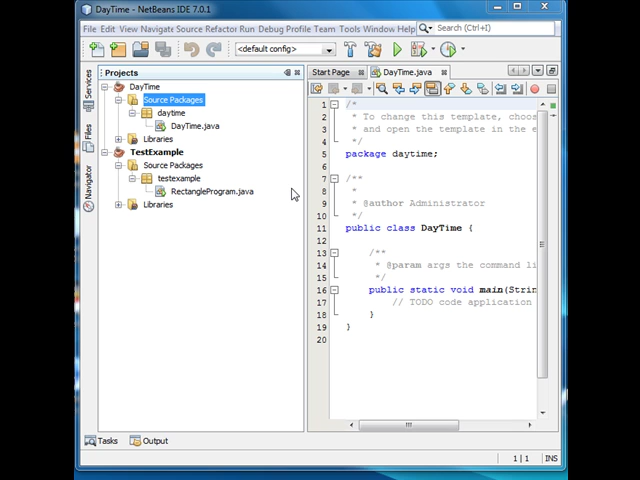 DayTime - NetBeans IDE 7.0.1
File Edit View Navigate Source Refactor Run Debug Profile Team Tools Window Help
Search (Ctrl+I)
<default config>
Projects
Start Page
DayTime.java
Services
Files
Navigator
DayTime
Source Packages
daytime
DayTime.java
Libraries
TestExample
Source Packages
testexample
RectangleProgram.java
Libraries
1 /*
2 * To change this template, choos
3 * and open the template in the e
4 */
5 package daytime;
6
7 /**
8 *
9 * @author Administrator
10 */
11 public class DayTime {
12
13 /**
14 * @param args the command li
15 */
16 public static void main(Strin
17 // TODO code application
18 }
19 }
20
Tasks
Output
1 | 1
INS